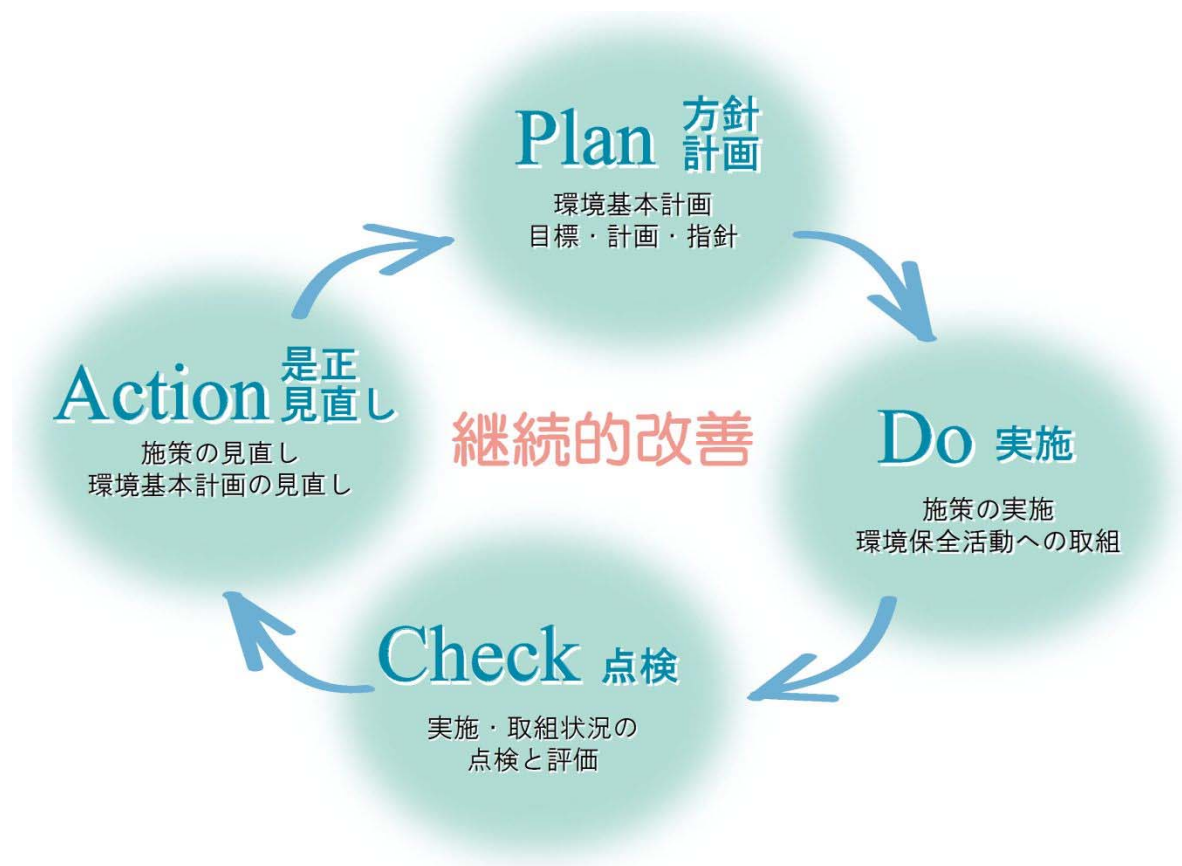 Plan 方針
計画
環境基本計画
目標・計画・指針
Do 実施
施策の実施
環境保全活動への取組
Check 点検
実施・取組状況の
点検と評価
Action 是正
見直し
施策の見直し
環境基本計画の見直し
継続的改善